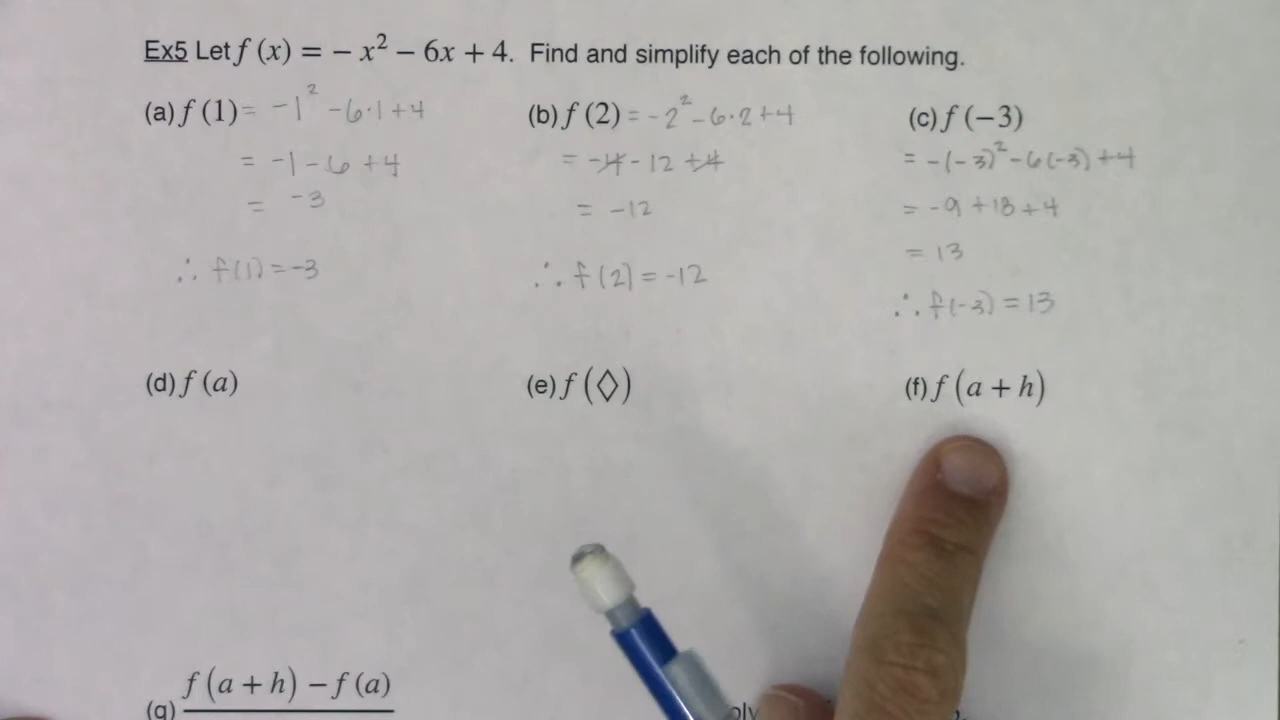 Ex5 Let f(x) = − x² − 6x + 4. Find and simplify each of the following.
(a) f(1) = -1² - 6·1 + 4
= -1 - 6 + 4
= -3
∴ f(1) = -3
(b) f(2) = -2² - 6·2 + 4
= -4 - 12 + 4
= -12
∴ f(2) = -12
(c) f(−3)
= -(-3)² - 6(-3) + 4
= -9 + 18 + 4
= 13
∴ f(-3) = 13
(d) f(a)
(e) f(◊)
(f) f(a + h)
(g) f(a + h) − f(a)